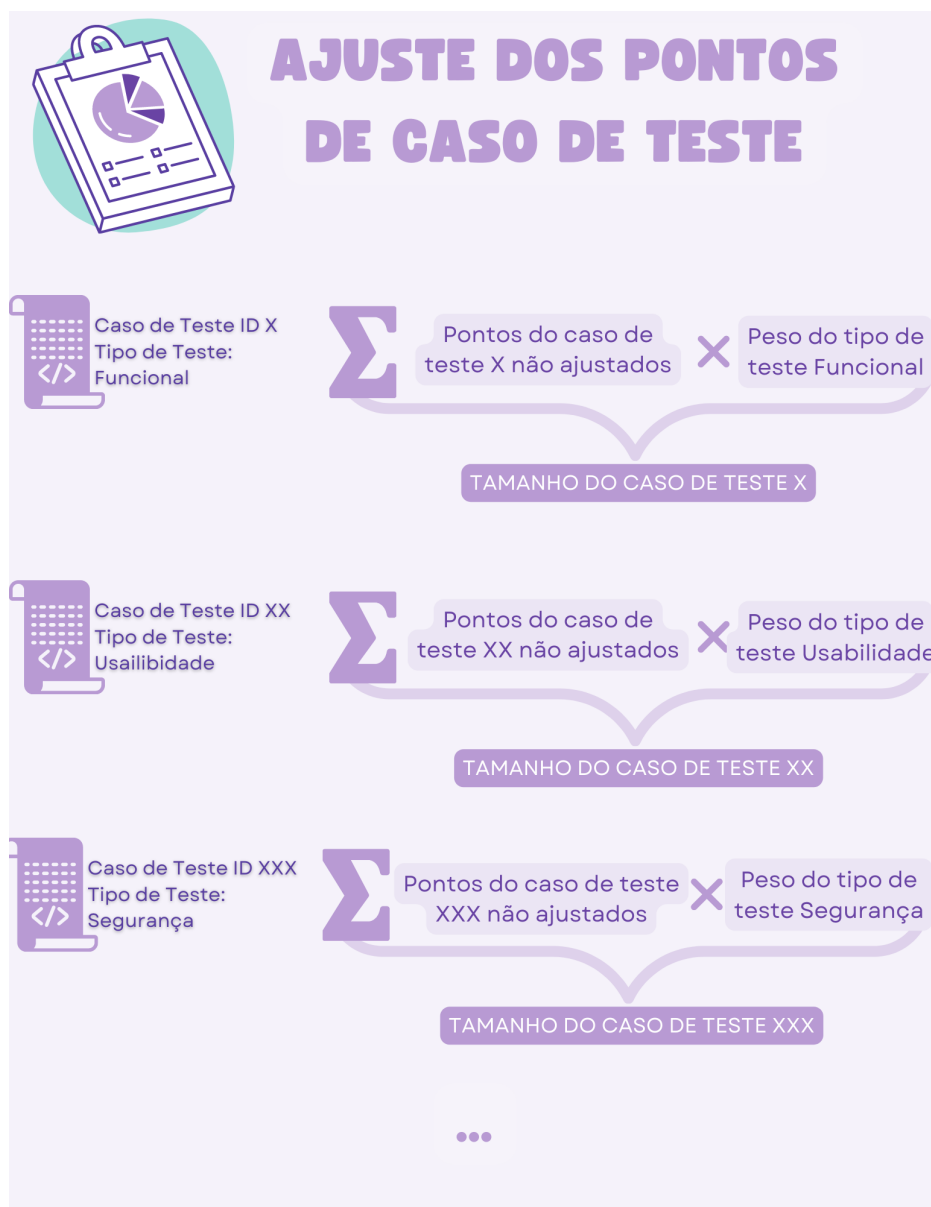 AJUSTE DOS PONTOS
DE CASO DE TESTE
Caso de Teste ID X
Tipo de Teste:
Funcional
</>
Σ
Pontos do caso de
teste X não ajustados
×
Peso do tipo de
teste Funcional
TAMANHO DO CASO DE TESTE X
Caso de Teste ID XX
Tipo de Teste:
Usailibidade
</>
Σ
Pontos do caso de
teste XX não ajustados
×
Peso do tipo de
teste Usabilidade
TAMANHO DO CASO DE TESTE XX
Caso de Teste ID XXX
Tipo de Teste:
Segurança
</>
Σ
Pontos do caso de teste
XXX não ajustados
×
Peso do tipo de
teste Segurança
TAMANHO DO CASO DE TESTE XXX
...